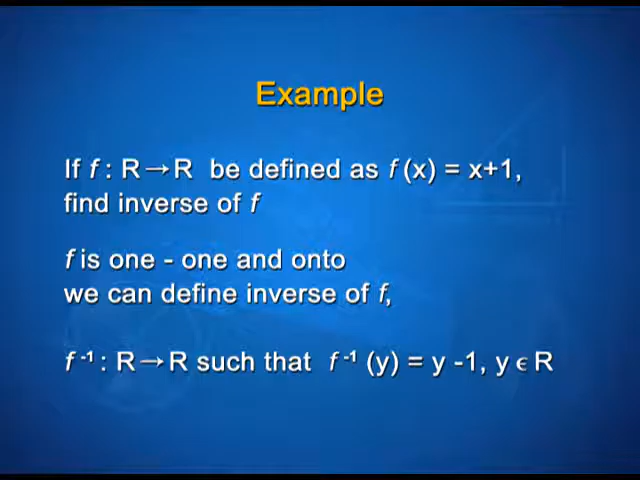 Example
If f : R→R be defined as f (x) = x+1,
find inverse of f
f is one - one and onto
we can define inverse of f,
f⁻¹ : R→R such that f⁻¹ (y) = y -1, y ϵ R